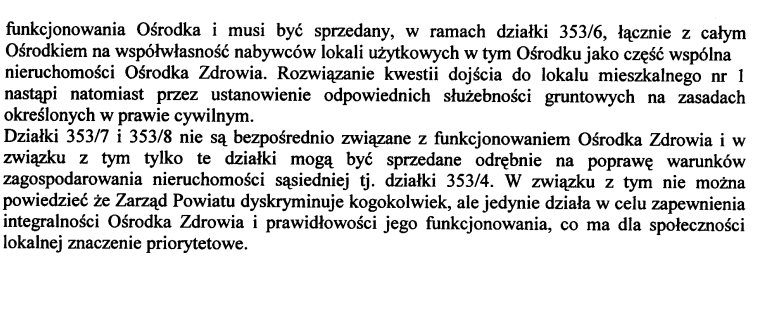 funkcjonowania Ośrodka i musi być sprzedany, w ramach działki 353/6, łącznie z całym
Ośrodkiem na współwłasność nabywców lokali użytkowych w tym Ośrodku jako część wspólna
nieruchomości Ośrodka Zdrowia. Rozwiązanie kwestii dojścia do lokalu mieszkalnego nr 1
nastąpi natomiast przez ustanowienie odpowiednich służebności gruntowych na zasadach
określonych w prawie cywilnym.
Działki 353/7 i 353/8 nie są bezpośrednio związane z funkcjonowaniem Ośrodka Zdrowia i w
związku z tym tylko te działki mogą być sprzedane odrębnie na poprawę warunków
zagospodarowania nieruchomości sąsiedniej tj. działki 353/4. W związku z tym nie można
powiedzieć że Zarząd Powiatu dyskryminuje kogokolwiek, ale jedynie działa w celu zapewnienia
integralności Ośrodka Zdrowia i prawidłowości jego funkcjonowania, co ma dla społeczności
lokalnej znaczenie priorytetowe.